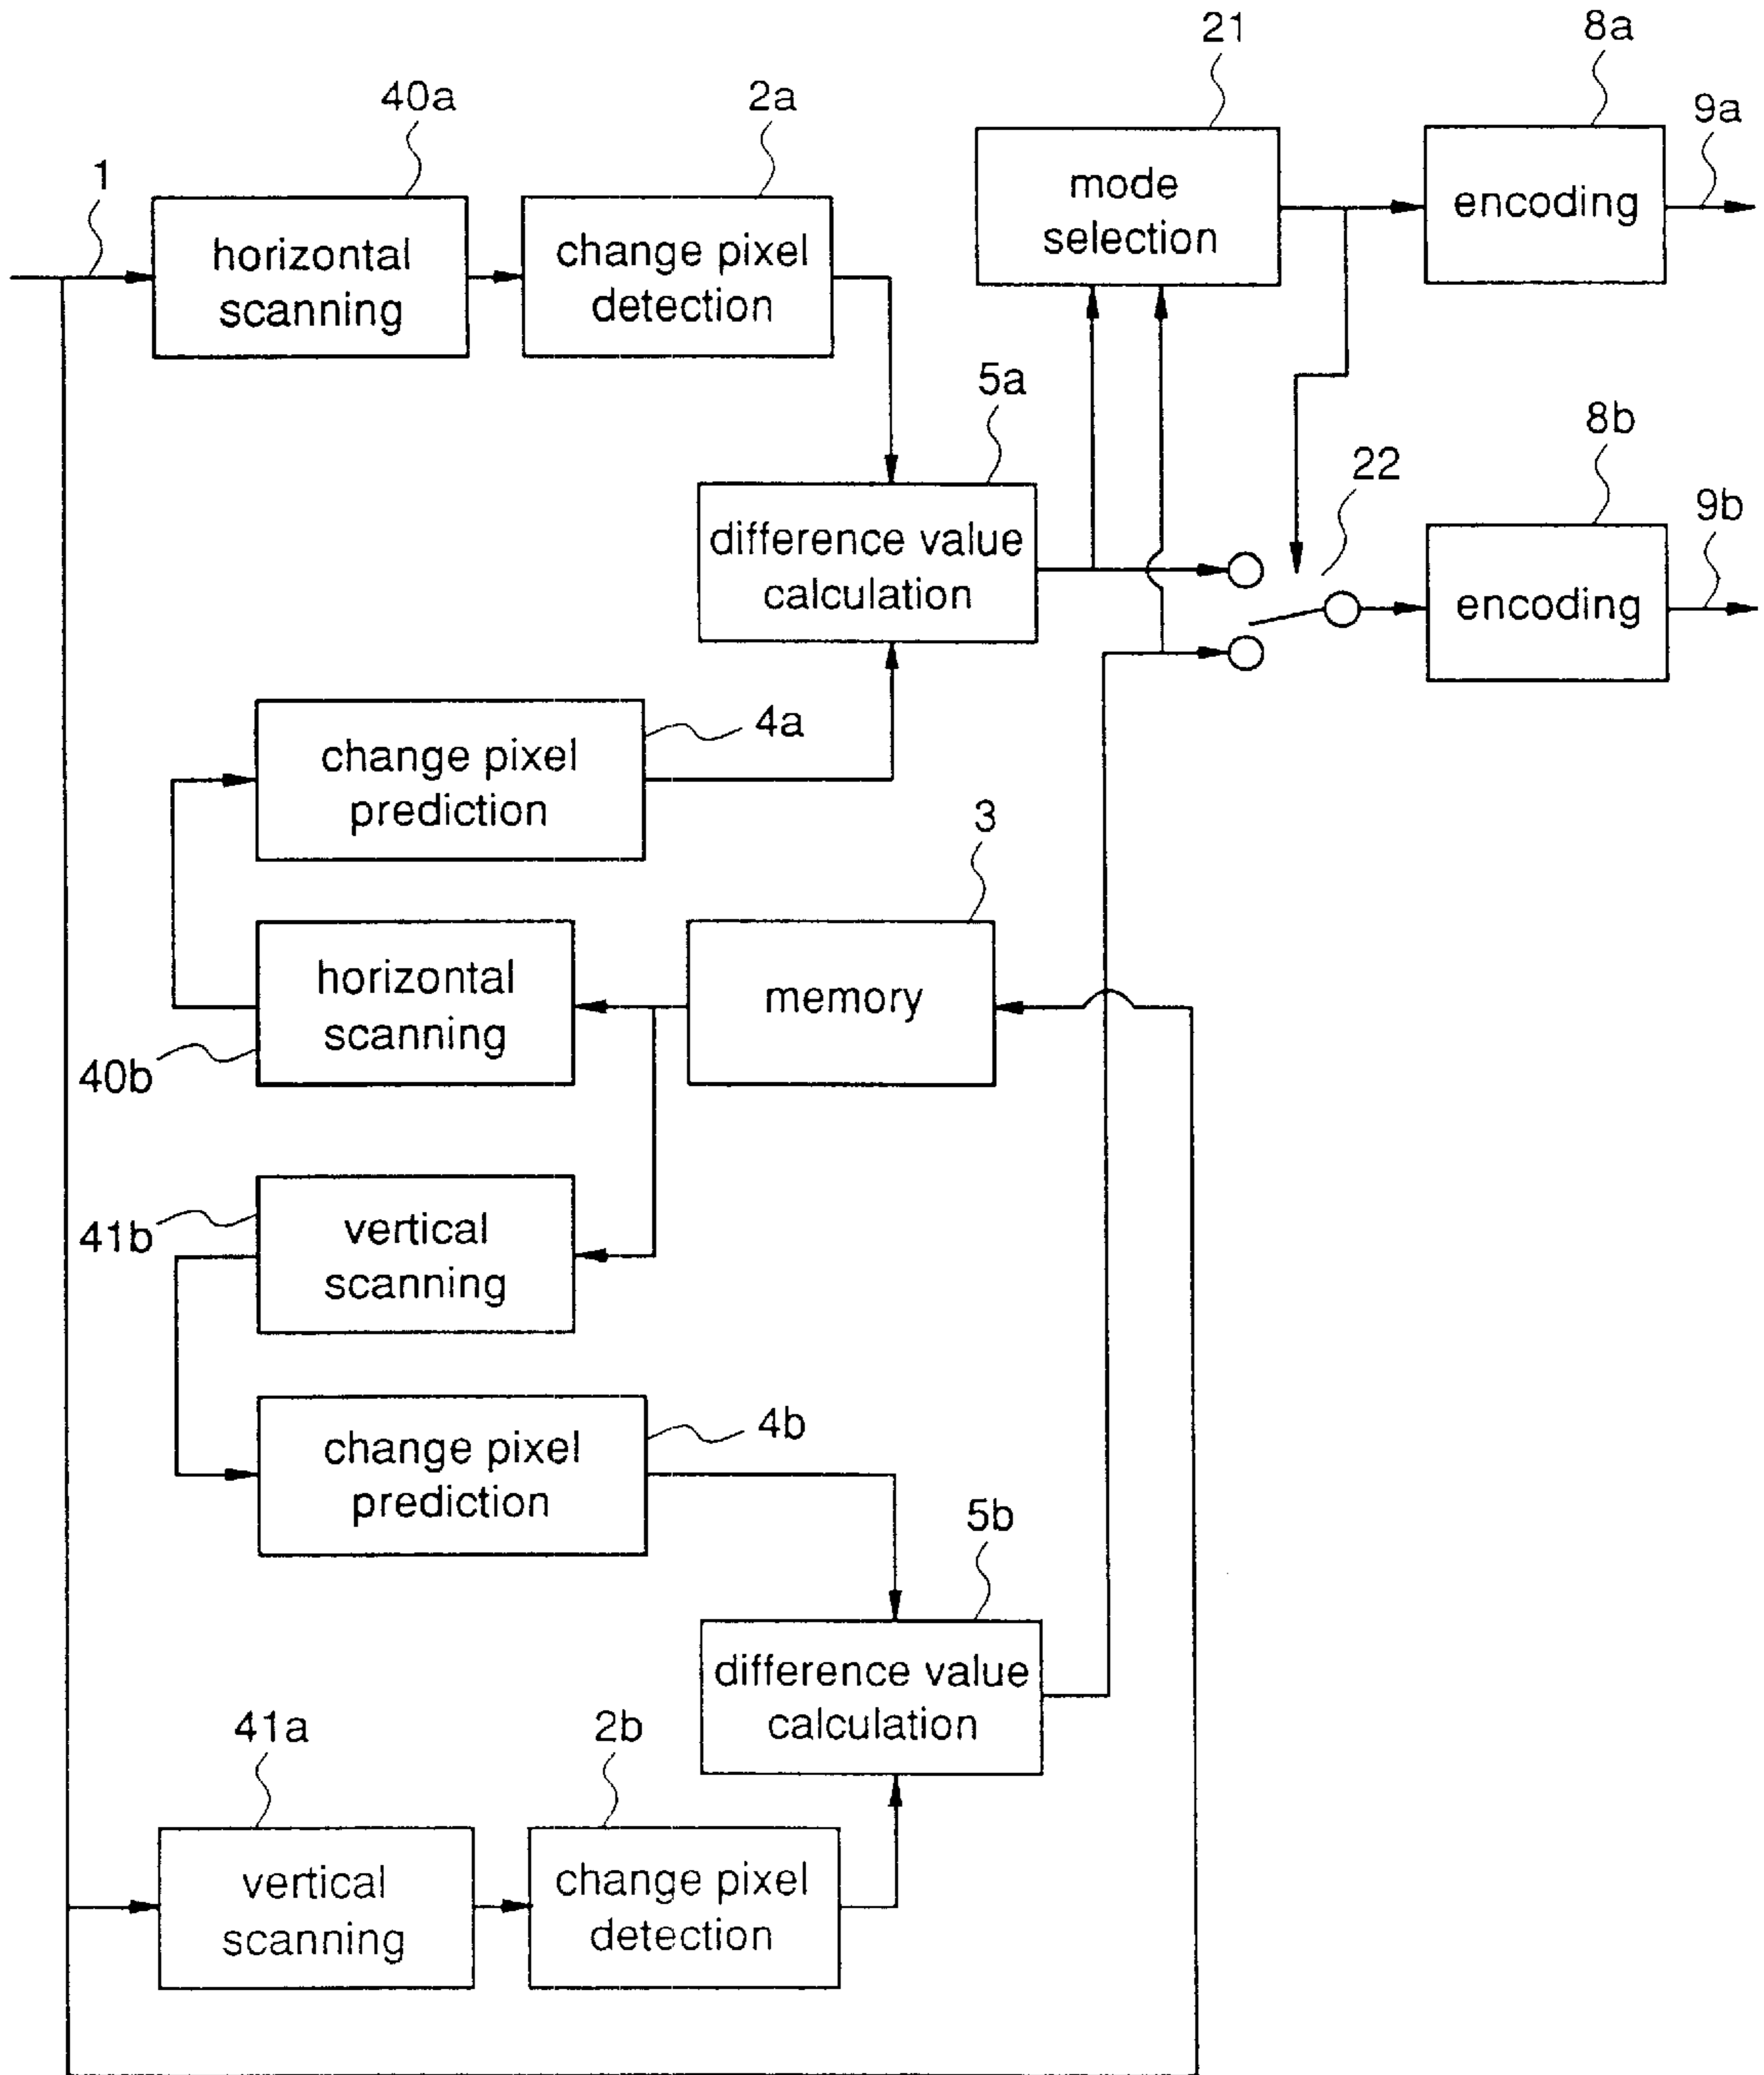 21
8a
40a
2a
9a
1
mode
selection
encoding
horizontal
scanning
change pixel
detection
5a
8b
22
9b
difference value
calculation
encoding
4a
change pixel
prediction
3
horizontal
scanning
memory
40b
41b
vertical
scanning
4b
change pixel
prediction
5b
difference value
calculation
41a
2b
vertical
scanning
change pixel
detection